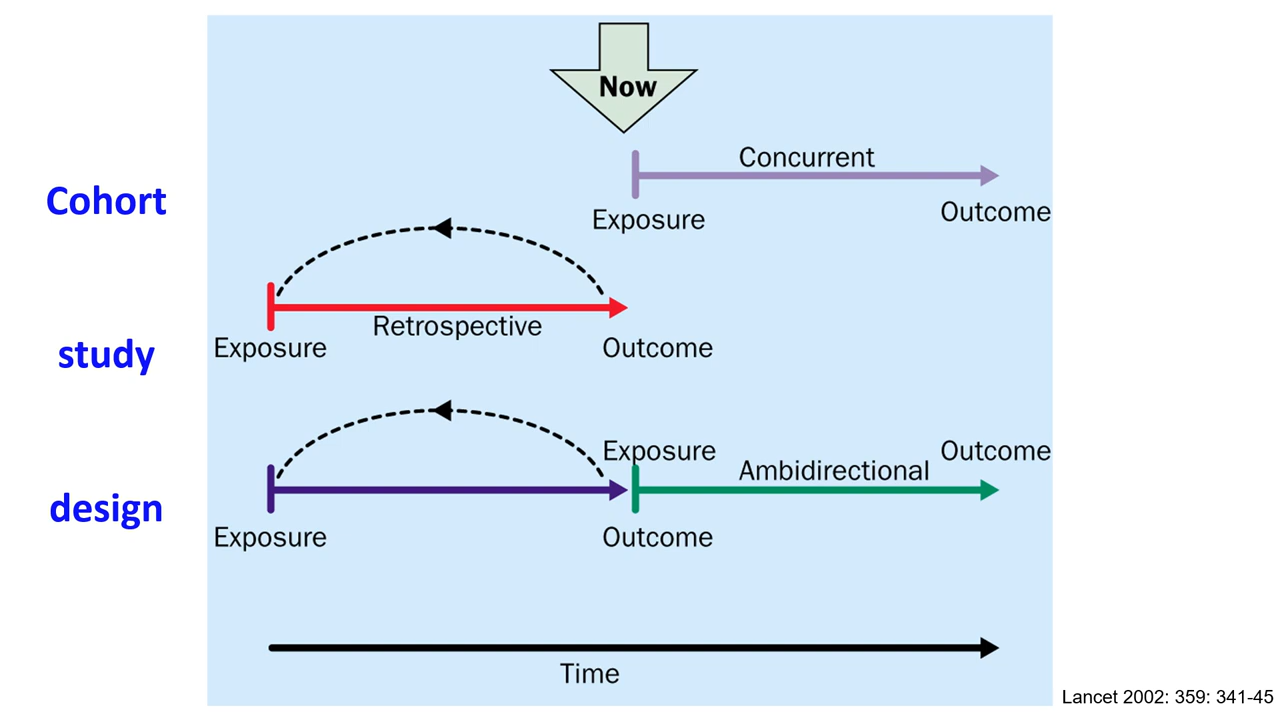 Now
Concurrent
Cohort
Exposure
Outcome
Retrospective
study
Exposure
Outcome
Exposure
Outcome
Ambidirectional
design
Exposure
Outcome
Time
Lancet 2002: 359: 341-45